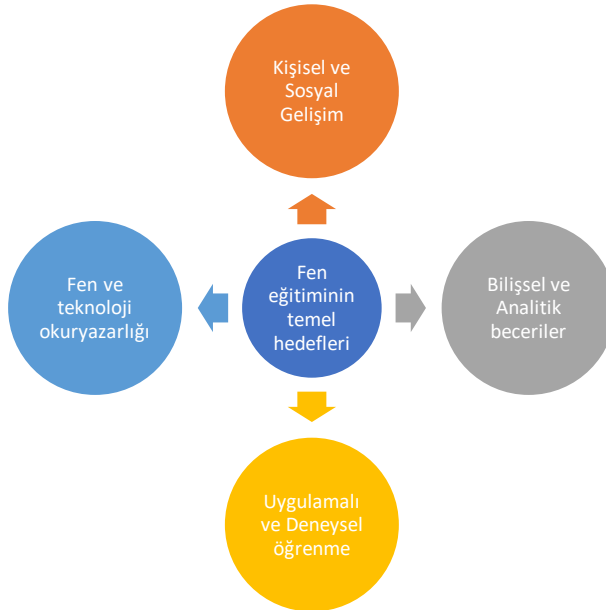 Kişisel ve
Sosyal
Gelişim
Fen ve
teknoloji
okuryazarlığı
Fen
eğitiminin
temel
hedefleri
Bilişsel ve
Analitik
beceriler
Uygulamalı
ve Deneysel
öğrenme